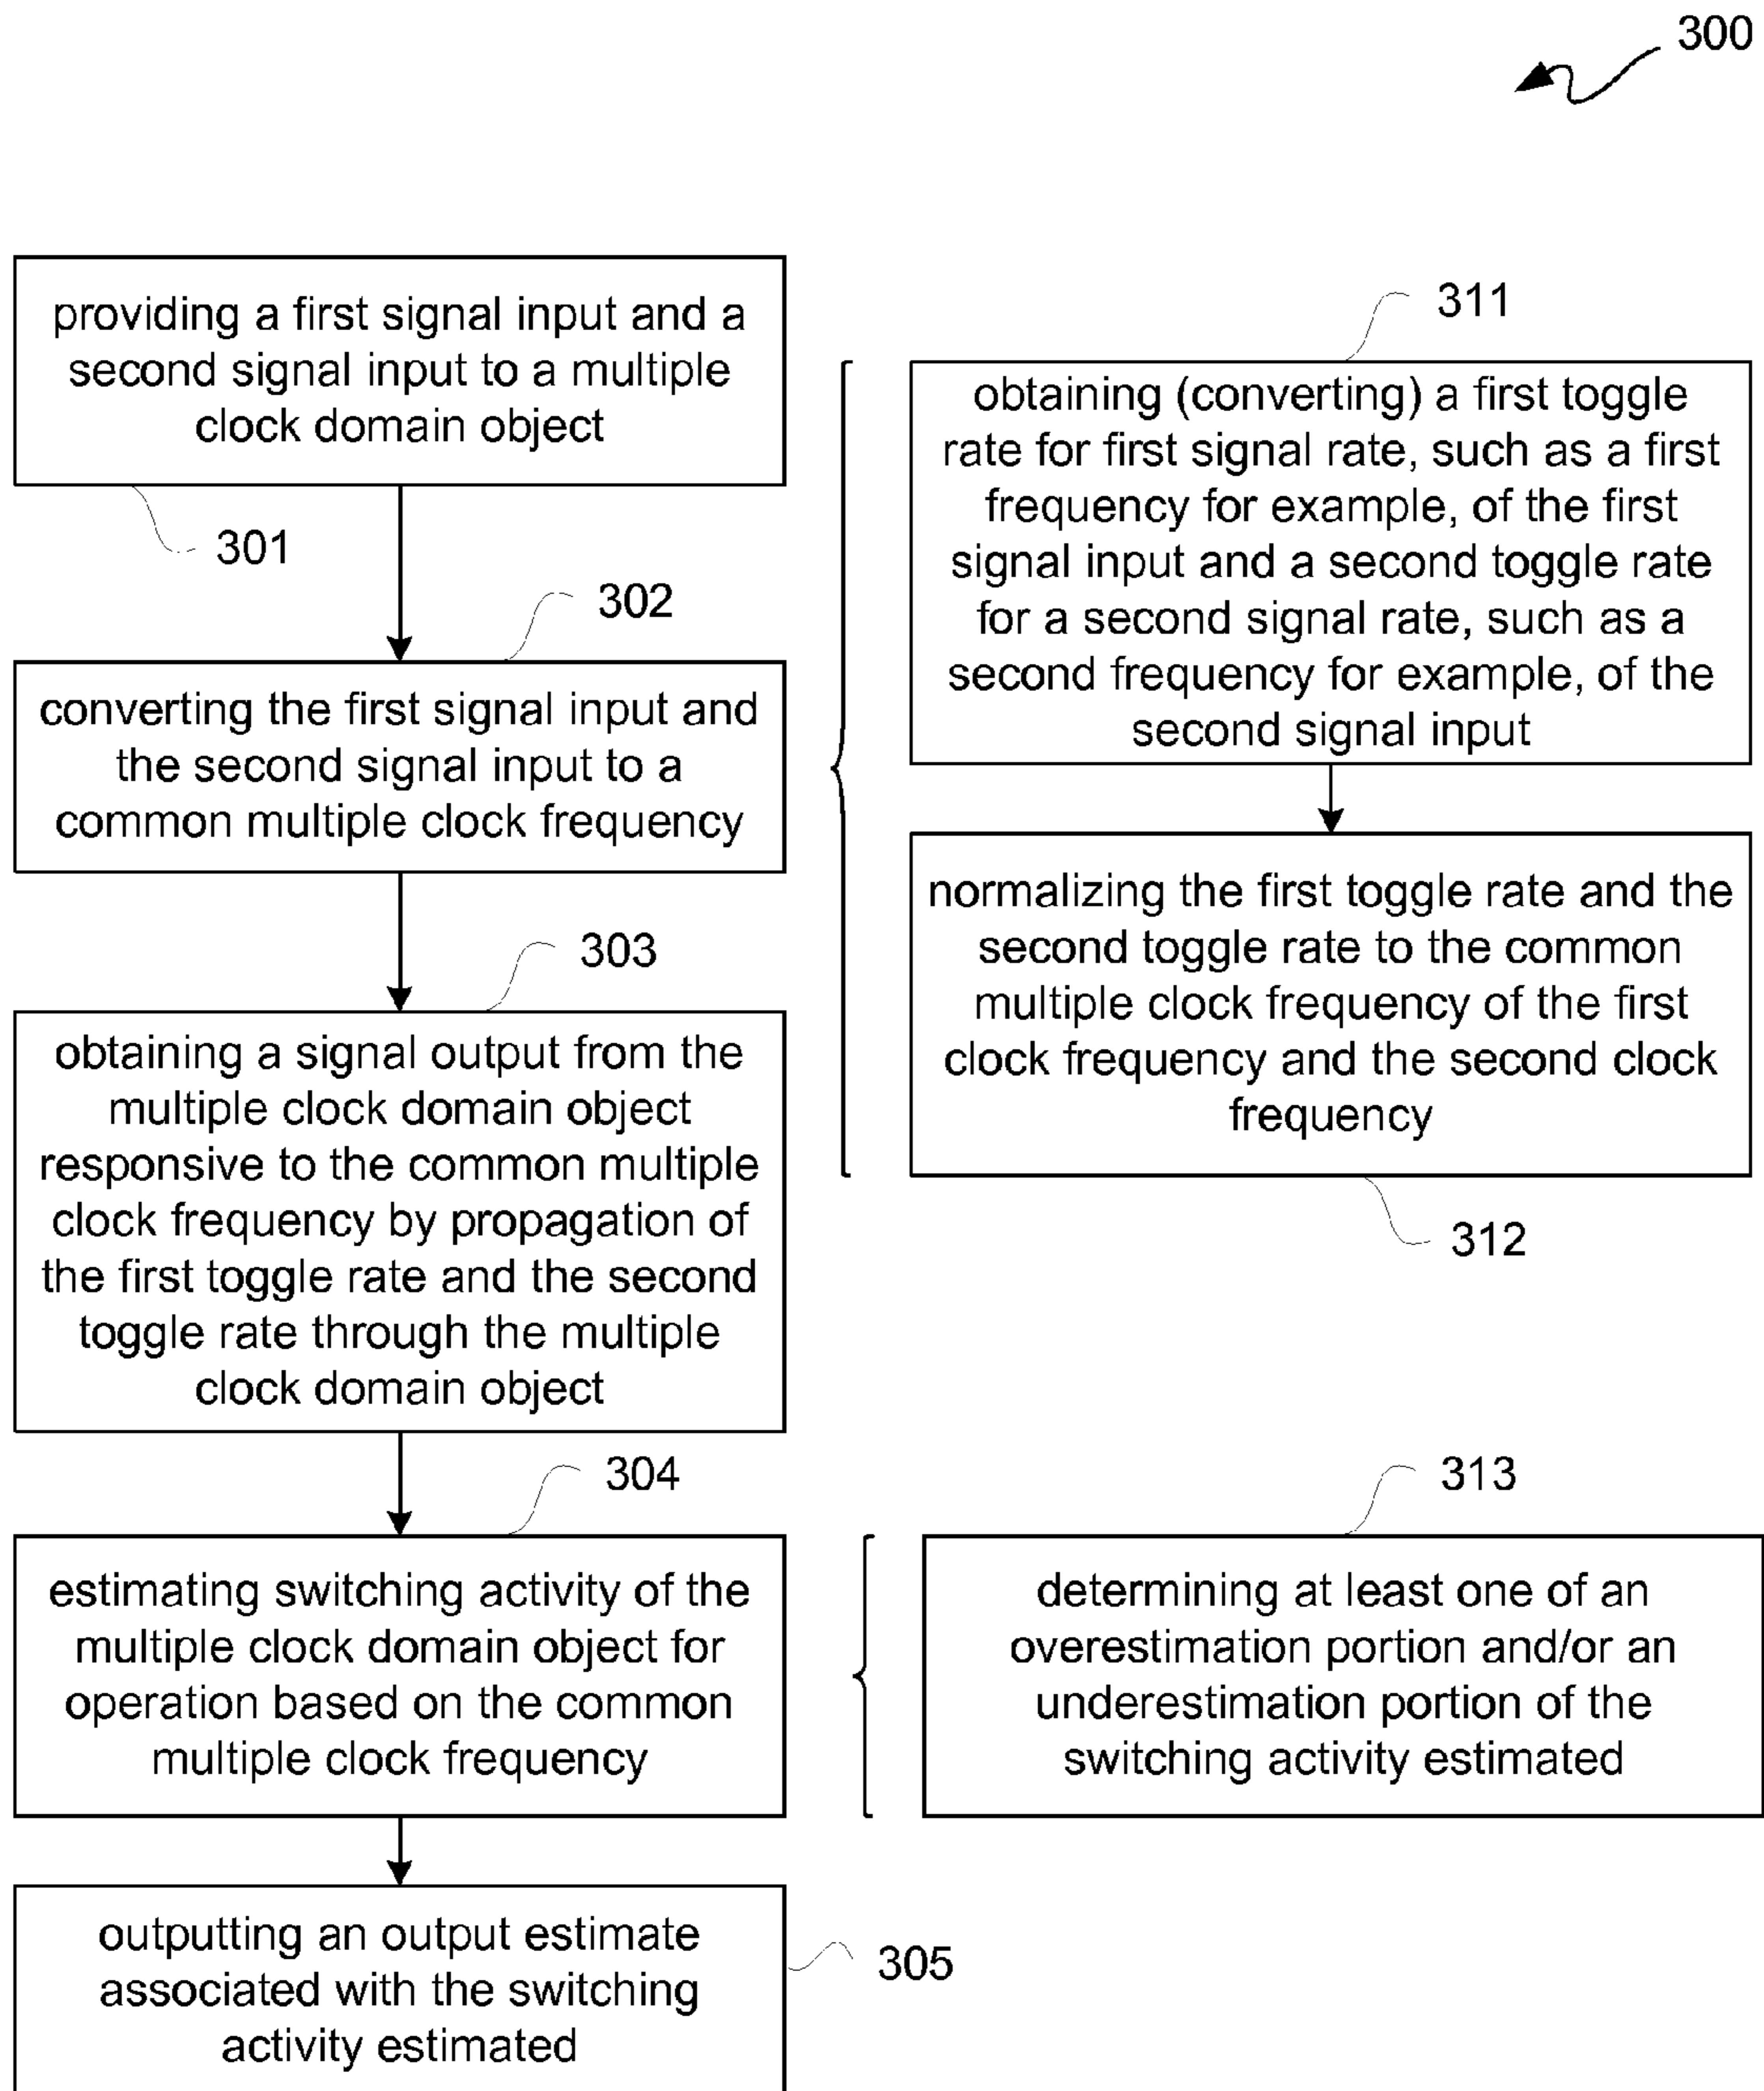 300
providing a first signal input and a
second signal input to a multiple
clock domain object
301
302
converting the first signal input and
the second signal input to a
common multiple clock frequency
311
obtaining (converting) a first toggle
rate for first signal rate, such as a first
frequency for example, of the first
signal input and a second toggle rate
for a second signal rate, such as a
second frequency for example, of the
second signal input
normalizing the first toggle rate and the
second toggle rate to the common
multiple clock frequency of the first
clock frequency and the second clock
frequency
312
303
obtaining a signal output from the
multiple clock domain object
responsive to the common multiple
clock frequency by propagation of
the first toggle rate and the second
toggle rate through the multiple
clock domain object
304
estimating switching activity of the
multiple clock domain object for
operation based on the common
multiple clock frequency
313
determining at least one of an
overestimation portion and/or an
underestimation portion of the
switching activity estimated
outputting an output estimate
associated with the switching
activity estimated
305